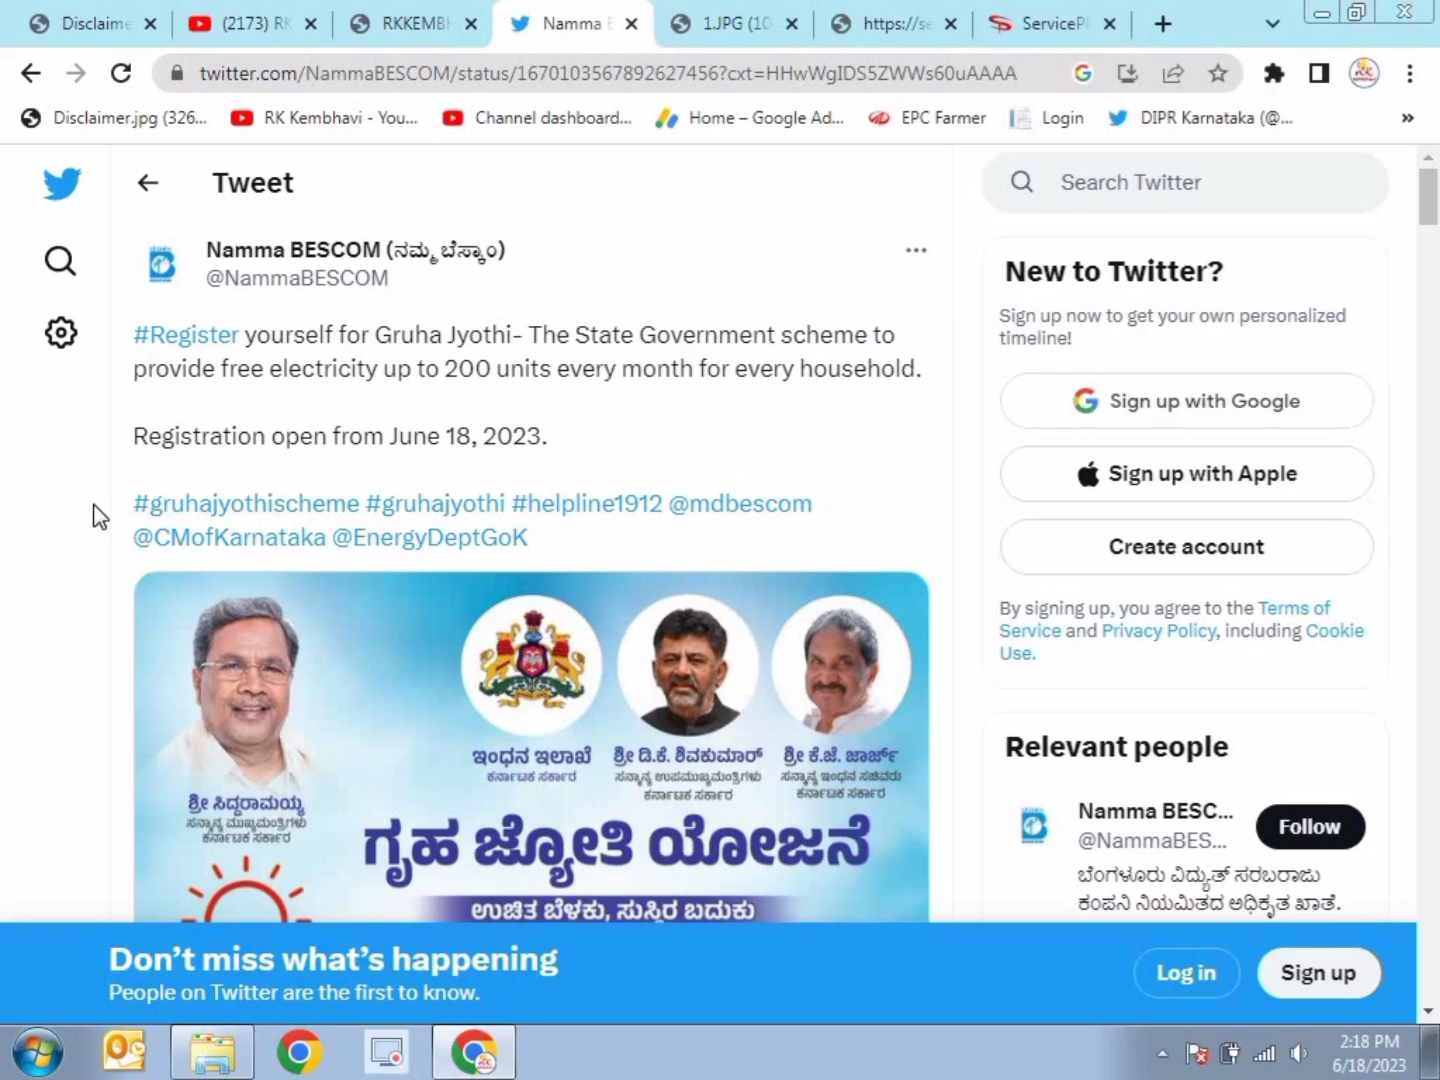 Disclaime
(2173) RK
RKKEMBH
Namma B
1.JPG (10
https://se
ServicePl
twitter.com/NammaBESCOM/status/1670103567892627456?cxt=HHwWgIDS5ZWWs60uAAAA
Disclaimer.jpg (326...
RK Kembhavi - You...
Channel dashboard...
Home – Google Ad...
EPC Farmer
Login
DIPR Karnataka (@...
»
Tweet
Search Twitter
Namma BESCOM (ನಮ್ಮ ಬೆಸ್ಕಾಂ)
@NammaBESCOM
#Register yourself for Gruha Jyothi- The State Government scheme to
provide free electricity up to 200 units every month for every household.
Registration open from June 18, 2023.
#gruhajyothischeme #gruhajyothi #helpline1912 @mdbescom
@CMofKarnataka @EnergyDeptGoK
ಶ್ರೀ ಸಿದ್ದರಾಮಯ್ಯ
ಸನ್ಮಾನ್ಯ ಮುಖ್ಯಮಂತ್ರಿಗಳು
ಕರ್ನಾಟಕ ಸರ್ಕಾರ
ಇಂಧನ ಇಲಾಖೆ
ಕರ್ನಾಟಕ ಸರ್ಕಾರ
ಶ್ರೀ ಡಿ.ಕೆ. ಶಿವಕುಮಾರ್
ಸನ್ಮಾನ್ಯ ಉಪಮುಖ್ಯಮಂತ್ರಿಗಳು
ಕರ್ನಾಟಕ ಸರ್ಕಾರ
ಶ್ರೀ ಕೆ.ಜೆ. ಜಾರ್ಜ್
ಸನ್ಮಾನ್ಯ ಇಂಧನ ಸಚಿವರು
ಕರ್ನಾಟಕ ಸರ್ಕಾರ
ಗೃಹ ಜ್ಯೋತಿ ಯೋಜನೆ
ಉಚಿತ ಬೆಳಕು, ಸುಸ್ಥಿರ ಬದುಕು
New to Twitter?
Sign up now to get your own personalized
timeline!
Sign up with Google
Sign up with Apple
Create account
By signing up, you agree to the Terms of
Service and Privacy Policy, including Cookie
Use.
Relevant people
Namma BESC...
@NammaBES...
Follow
ಬೆಂಗಳೂರು ವಿದ್ಯುತ್ ಸರಬರಾಜು
ಕಂಪನಿ ನಿಯಮಿತದ ಅಧಿಕೃತ ಖಾತೆ.
Don’t miss what’s happening
People on Twitter are the first to know.
Log in
Sign up
2:18 PM
6/18/2023